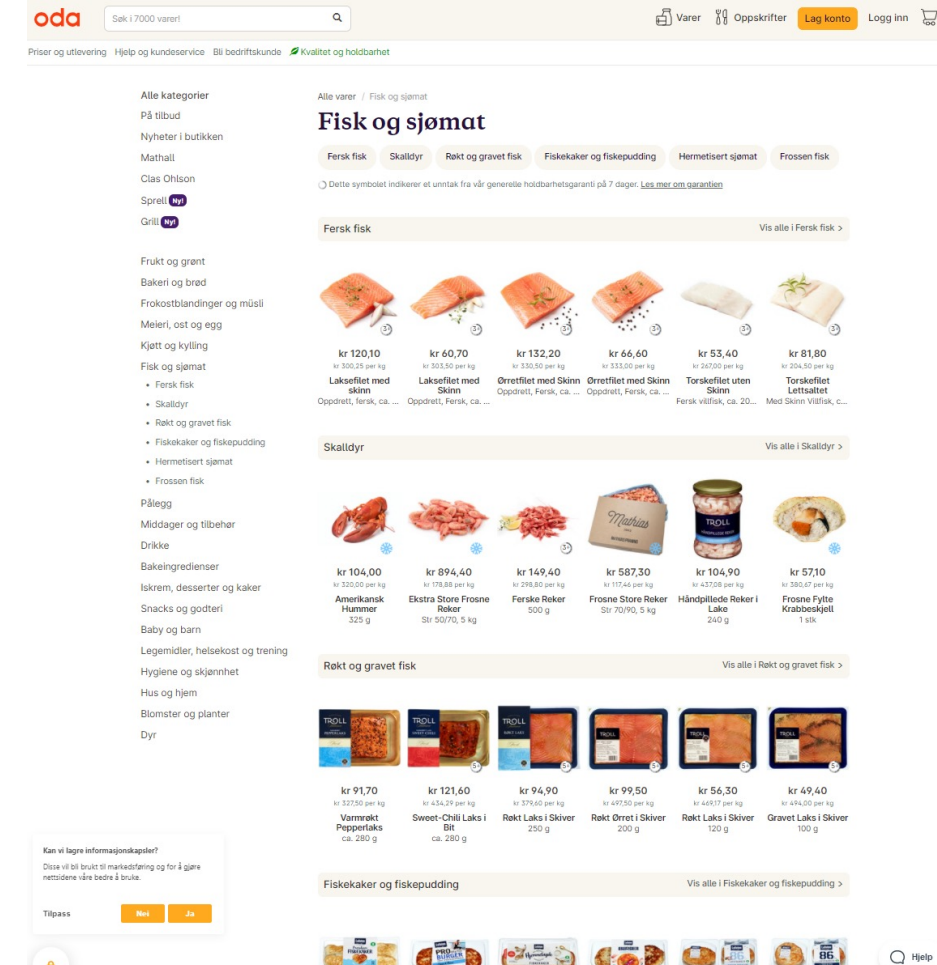 oda
Søk i 7000 varer!
Varer
Oppskrifter
Lag konto
Logg inn
Priser og utlevering
Hjelp og kundeservice
Bli bedriftskunde
Kvalitet og holdbarhet
Alle kategorier
På tilbud
Nyheter i butikken
Mathall
Clas Ohlson
Sprell Ny!
Grill Ny!
Frukt og grønt
Bakeri og brød
Frokostblandinger og müsli
Meieri, ost og egg
Kjøtt og kylling
Fisk og sjømat
• Fersk fisk
• Skalldyr
• Røkt og gravet fisk
• Fiskekaker og fiskepudding
• Hermetisert sjømat
• Frossen fisk
Pålegg
Middager og tilbehør
Drikke
Bakeingredienser
Iskrem, desserter og kaker
Snacks og godteri
Baby og barn
Legemidler, helsekost og trening
Hygiene og skjønnhet
Hus og hjem
Blomster og planter
Dyr
Alle varer / Fisk og sjømat
Fisk og sjømat
Fersk fisk
Skalldyr
Røkt og gravet fisk
Fiskekaker og fiskepudding
Hermetisert sjømat
Frossen fisk
Dette symbolet indikerer et unntak fra vår generelle holdbarhetsgaranti på 7 dager. Les mer om garantien
Fersk fisk
Vis alle i Fersk fisk >
kr 120,10
kr 300,25 per kg
Laksefilet med
skinn
Oppdrett, fersk, ca. ...
kr 60,70
kr 303,50 per kg
Laksefilet med
Skinn
Oppdrett, Fersk, ca. ...
kr 132,20
kr 330,50 per kg
Ørretfilet med Skinn
Oppdrett, Fersk, ca. ...
kr 66,60
kr 333,00 per kg
Ørretfilet med Skinn
Oppdrett, Fersk, ca. ...
kr 53,40
kr 267,00 per kg
Torskefilet uten
Skinn
Fersk villfisk, ca. 20...
kr 81,80
kr 204,50 per kg
Torskefilet
Lettsaltet
Med Skinn Villfisk, c...
Skalldyr
Vis alle i Skalldyr >
Mathias
TROLL
kr 104,00
kr 320,00 per kg
Amerikansk
Hummer
325 g
kr 894,40
kr 178,88 per kg
Ekstra Store Frosne
Reker
Str 50/70, 5 kg
kr 149,40
kr 298,80 per kg
Ferske Reker
500 g
kr 587,30
kr 117,46 per kg
Frosne Store Reker
Str 70/90, 5 kg
kr 104,90
kr 437,08 per kg
Håndpillede Reker i
Lake
240 g
kr 57,10
kr 380,67 per kg
Frosne Fylte
Krabbeskjell
1 stk
Røkt og gravet fisk
Vis alle i Røkt og gravet fisk >
TROLL
TROLL
TROLL
TROLL
TROLL
TROLL
kr 91,70
kr 327,50 per kg
Varmrøkt
Pepperlaks
ca. 280 g
kr 121,60
kr 434,29 per kg
Sweet-Chili Laks i
Bit
ca. 280 g
kr 94,90
kr 379,60 per kg
Røkt Laks i Skiver
250 g
kr 99,50
kr 497,50 per kg
Røkt Ørret i Skiver
200 g
kr 56,30
kr 469,17 per kg
Røkt Laks i Skiver
120 g
kr 49,40
kr 494,00 per kg
Gravet Laks i Skiver
100 g
Fiskekaker og fiskepudding
Vis alle i Fiskekaker og fiskepudding >
86
86
Kan vi lagre informasjonskapsler?
Disse vil bli brukt til markedsføring og for å gjøre
nettsidene våre bedre å bruke.
Tilpass
Nei
Ja
Hjelp